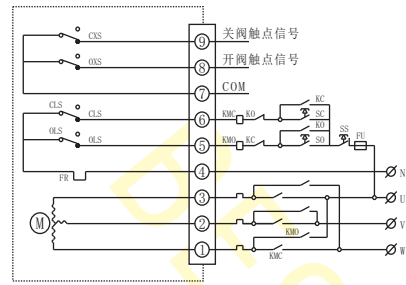 CXS
⑨
关阀触点信号
OXS
⑧
开阀触点信号
⑦
COM
CLS
CLS
⑥
KMC
KO
KC
SC
OLS
OLS
⑤
KMO
KC
KO
SO
SS
FU
FR
④
N
③
U
M
②
KMO
V
①
KMC
W